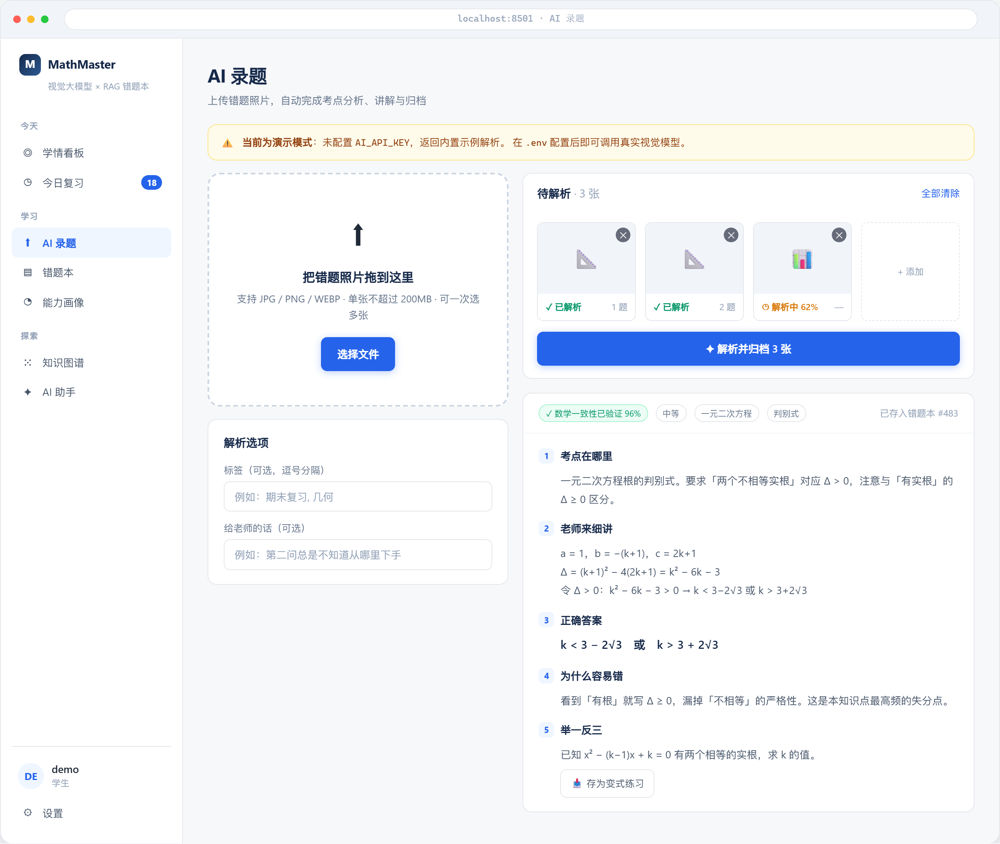 localhost:8501 · AI 录题
M MathMaster
视觉大模型 × RAG 错题本
今天
学情看板
今日复习 18
学习
AI 录题
错题本
能力画像
探索
知识图谱
AI 助手
DE demo
学生
设置
AI 录题
上传错题照片，自动完成考点分析、讲解与归档
当前为演示模式：未配置 AI_API_KEY，返回内置示例解析。 在 .env 配置后即可调用真实视觉模型。
把错题照片拖到这里
支持 JPG / PNG / WEBP · 单张不超过 200MB · 可一次选
多张
选择文件
解析选项
标签（可选，逗号分隔）
例如：期末复习, 几何
给老师的话（可选）
例如：第二问总是不知道从哪里下手
待解析 · 3 张 全部清除
✓ 已解析 1 题
✓ 已解析 2 题
解析中 62% —
+ 添加
✦ 解析并归档 3 张
✓ 数学一致性已验证 96% 中等 一元二次方程 判别式 已存入错题本 #483
1 考点在哪里
一元二次方程根的判别式。要求「两个不相等实根」对应 Δ > 0，注意与「有实根」的
Δ ≥ 0 区分。
2 老师来细讲
a = 1，b = −(k+1)，c = 2k+1
Δ = (k+1)² − 4(2k+1) = k² − 6k − 3
令 Δ > 0：k² − 6k − 3 > 0 → k < 3−2√3 或 k > 3+2√3
3 正确答案
k < 3 − 2√3 或 k > 3 + 2√3
4 为什么容易错
看到「有根」就写 Δ ≥ 0，漏掉「不相等」的严格性。这是本知识点最高频的失分点。
5 举一反三
已知 x² − (k−1)x + k = 0 有两个相等的实根，求 k 的值。
存为变式练习